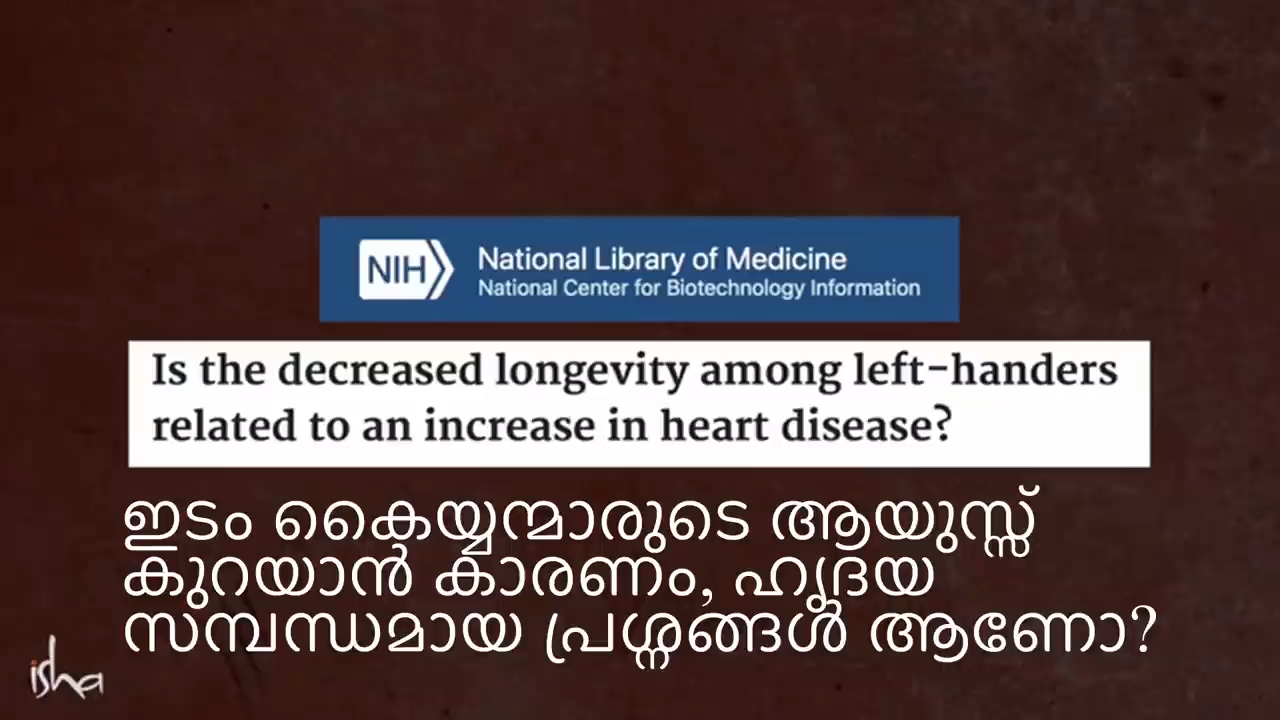 NIH
National Library of Medicine
National Center for Biotechnology Information
Is the decreased longevity among left-handers
related to an increase in heart disease?
ഇടം കൈയ്യന്മാരുടെ ആയുസ്സ്
കുറയാൻ കാരണം, ഹൃദയ
സമ്പന്ധമായ പ്രശ്നങ്ങൾ ആണോ?
isha